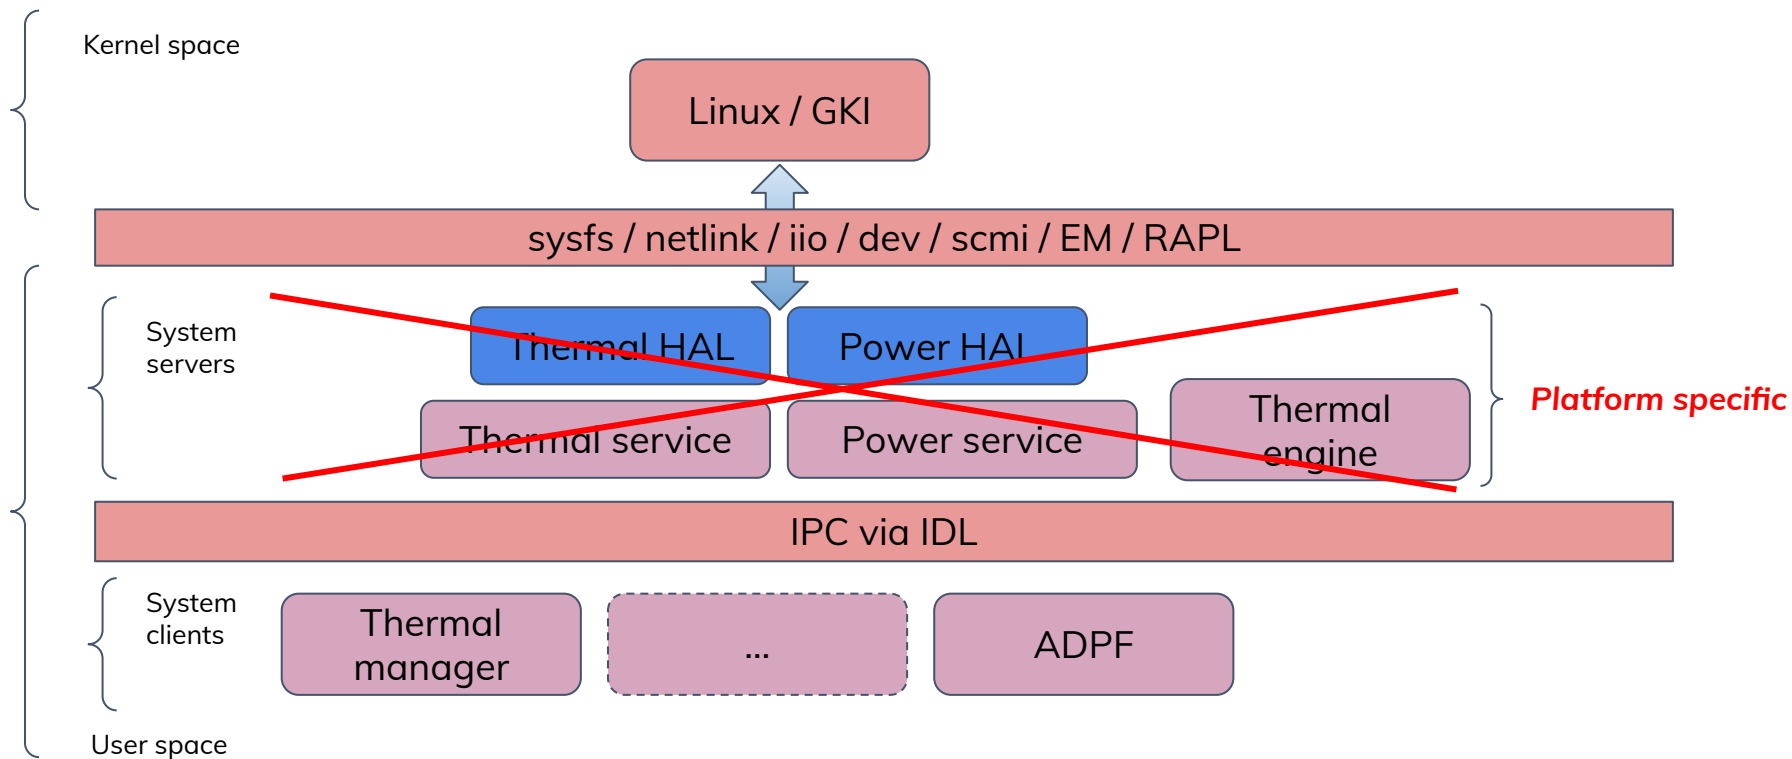 Kernel space
Linux / GKI
sysfs / netlink / iio / dev / scmi / EM / RAPL
System
servers
Thermal HAL
Power HAL
Thermal service
Power service
Thermal
engine
Platform specific
IPC via IDL
System
clients
Thermal
manager
...
ADPF
User space